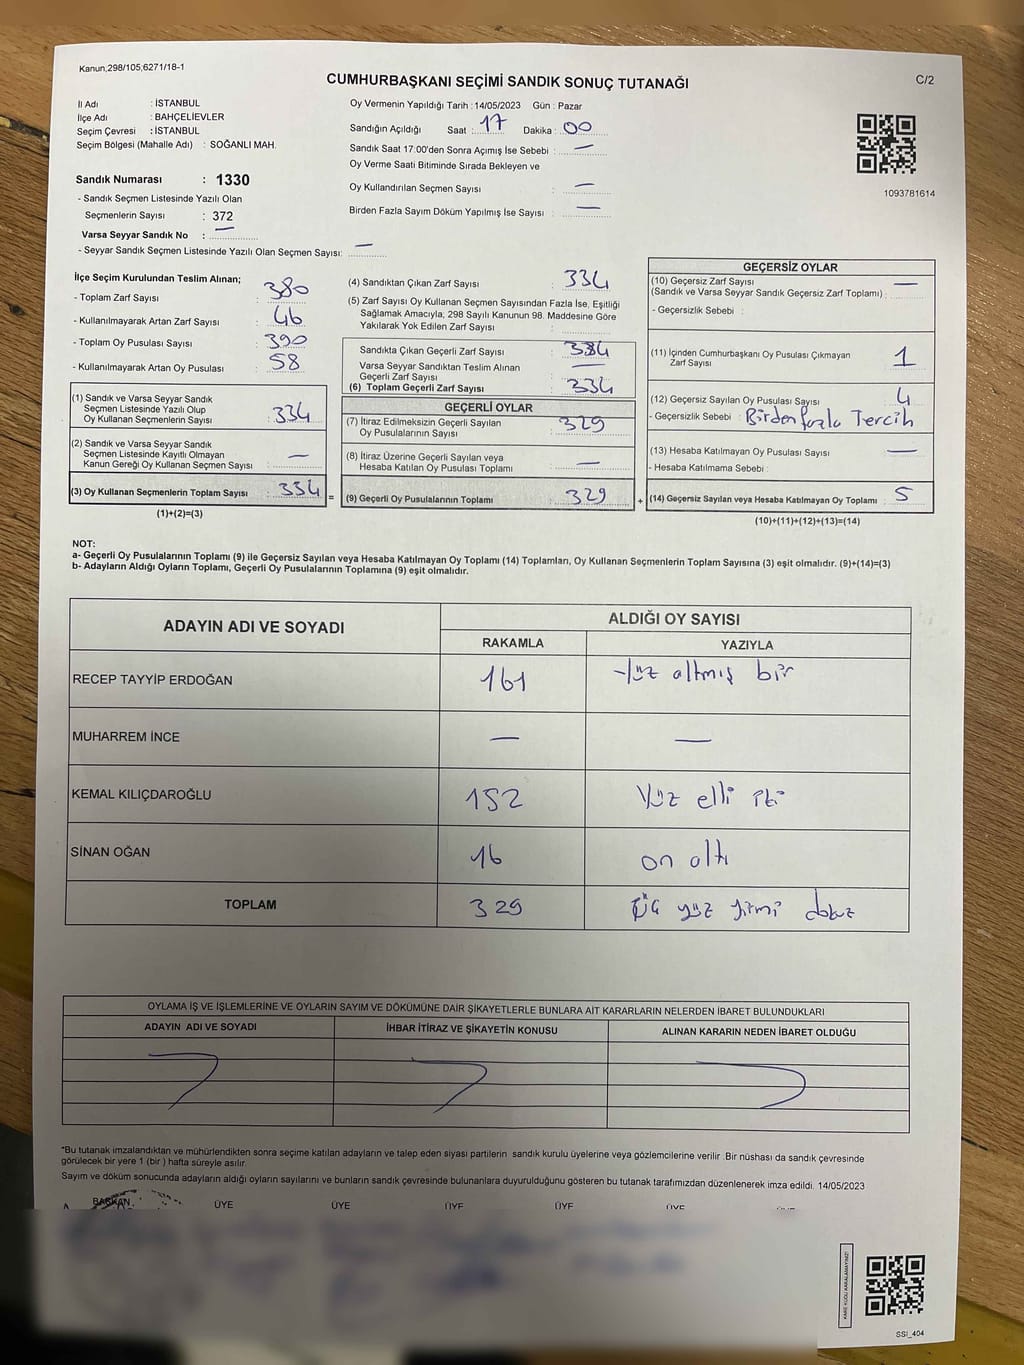 Kanun,298/105,6271/18-1
CUMHURBAŞKANI SEÇİMİ SANDIK SONUÇ TUTANAĞI
C/2
İl Adı : İSTANBUL
İlçe Adı : BAHÇELİEVLER
Seçim Çevresi : İSTANBUL
Seçim Bölgesi (Mahalle Adı) : SOĞANLI MAH.
Sandık Numarası : 1330
- Sandık Seçmen Listesinde Yazılı Olan
Seçmenlerin Sayısı : 372
Varsa Seyyar Sandık No : —
- Seyyar Sandık Seçmen Listesinde Yazılı Olan Seçmen Sayısı: —
Oy Vermenin Yapıldığı Tarih : 14/05/2023 Gün : Pazar
Sandığın Açıldığı Saat : 17 Dakika : 00
Sandık Saat 17:00'den Sonra Açımış İse Sebebi : —
Oy Verme Saati Bitiminde Sırada Bekleyen ve
Oy Kullandırılan Seçmen Sayısı : —
Birden Fazla Sayım Döküm Yapılmış İse Sayısı : —
1093781614
İlçe Seçim Kurulundan Teslim Alınan;
- Toplam Zarf Sayısı : 380
- Kullanılmayarak Artan Zarf Sayısı : 46
- Toplam Oy Pusulası Sayısı : 390
- Kullanılmayarak Artan Oy Pusulası : 58
(1) Sandık ve Varsa Seyyar Sandık
Seçmen Listesinde Yazılı Olup
Oy Kullanan Seçmenlerin Sayısı : 334
(2) Sandık ve Varsa Seyyar Sandık
Seçmen Listesinde Kayıtlı Olmayan
Kanun Gereği Oy Kullanan Seçmen Sayısı : —
(3) Oy Kullanan Seçmenlerin Toplam Sayısı : 334
(1)+(2)=(3)
=
(4) Sandıktan Çıkan Zarf Sayısı : 334
(5) Zarf Sayısı Oy Kullanan Seçmen Sayısından Fazla İse, Eşitliği
Sağlamak Amacıyla; 298 Sayılı Kanunun 98. Maddesine Göre
Yakılarak Yok Edilen Zarf Sayısı :
Sandıkta Çıkan Geçerli Zarf Sayısı : 334
Varsa Seyyar Sandıktan Teslim Alınan
Geçerli Zarf Sayısı : —
(6) Toplam Geçerli Zarf Sayısı : 334
GEÇERLİ OYLAR
(7) İtiraz Edilmeksizin Geçerli Sayılan
Oy Pusulalarının Sayısı : 329
(8) İtiraz Üzerine Geçerli Sayılan veya
Hesaba Katılan Oy Pusulası Toplamı : —
(9) Geçerli Oy Pusulalarının Toplamı : 329
+
GEÇERSİZ OYLAR
(10) Geçersiz Zarf Sayısı
(Sandık ve Varsa Seyyar Sandık Geçersiz Zarf Toplamı) : —
- Geçersizlik Sebebi :
(11) İçinden Cumhurbaşkanı Oy Pusulası Çıkmayan
Zarf Sayısı : 1
(12) Geçersiz Sayılan Oy Pusulası Sayısı : 4
- Geçersizlik Sebebi : Birden fazla Tercih
(13) Hesaba Katılmayan Oy Pusulası Sayısı : —
- Hesaba Katılmama Sebebi :
(14) Geçersiz Sayılan veya Hesaba Katılmayan Oy Toplamı : 5
(10)+(11)+(12)+(13)=(14)
NOT:
a- Geçerli Oy Pusulalarının Toplamı (9) ile Geçersiz Sayılan veya Hesaba Katılmayan Oy Toplamı (14) Toplamları, Oy Kullanan Seçmenlerin Toplam Sayısına (3) eşit olmalıdır. (9)+(14)=(3)
b- Adayların Aldığı Oyların Toplamı, Geçerli Oy Pusulalarının Toplamına (9) eşit olmalıdır.
ADAYIN ADI VE SOYADI
ALDIĞI OY SAYISI
RAKAMLA YAZIYLA
RECEP TAYYİP ERDOĞAN 161 yüz altmış bir
MUHARREM İNCE — —
KEMAL KILIÇDAROĞLU 152 Yüz elli iki
SİNAN OĞAN 16 on altı
TOPLAM 329 Üç yüz yirmi dokuz
OYLAMA İŞ VE İŞLEMLERİNE VE OYLARIN SAYIM VE DÖKÜMÜNE DAİR ŞİKAYETLERLE BUNLARA AİT KARARLARIN NELERDEN İBARET BULUNDUKLARI
ADAYIN ADI VE SOYADI İHBAR İTİRAZ VE ŞİKAYETİN KONUSU ALINAN KARARIN NEDEN İBARET OLDUĞU
*Bu tutanak imzalandıktan ve mühürlendikten sonra seçime katılan adayların ve talep eden siyasi partilerin sandık kurulu üyelerine veya gözlemcilerine verilir. Bir nüshası da sandık çevresinde
görülecek bir yere 1 (bir) hafta süreyle asılır.
Sayım ve döküm sonucunda adayların aldığı oyların sayılarını ve bunların sandık çevresinde bulunanlara duyurulduğunu gösteren bu tutanak tarafımızdan düzenlenerek imza edildi. 14/05/2023
BAŞKAN ÜYE ÜYE ÜYE ÜYE ÜYE
SSI_404